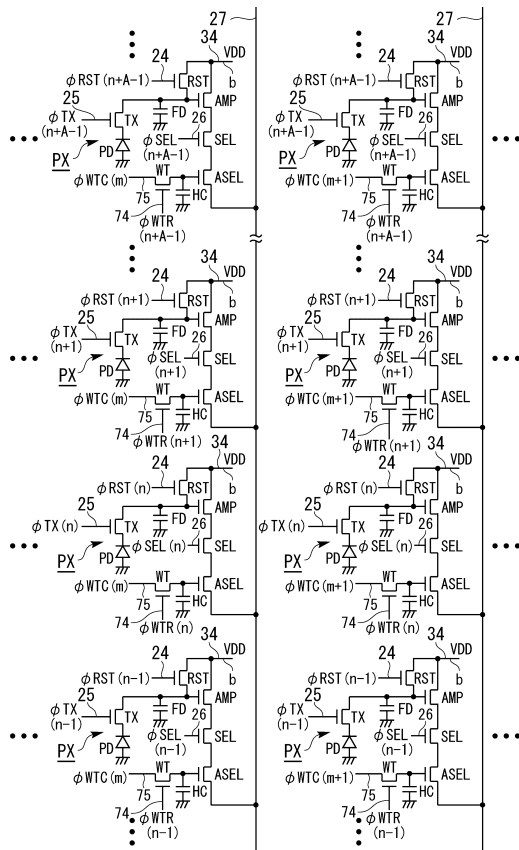 27 27
34 VDD 34 VDD
24 b 24 b
φRST(n+A-1) RST φRST(n+A-1) RST
25 FD AMP 25 FD AMP
φTX TX 26 φTX TX 26
(n+A-1) φSEL SEL (n+A-1) φSEL SEL
PX PD (n+A-1) PX PD (n+A-1)
φWTC(m) WT ASEL φWTC(m+1) WT ASEL
75 HC 75 HC
74 φWTR 74 φWTR
(n+A-1) (n+A-1)
34 VDD 34 VDD
24 b 24 b
φRST(n+1) RST φRST(n+1) RST
25 FD AMP 25 FD AMP
φTX TX 26 φTX TX 26
(n+1) φSEL SEL (n+1) φSEL SEL
PX PD (n+1) PX PD (n+1)
φWTC(m) WT ASEL φWTC(m+1) WT ASEL
75 HC 75 HC
74 φWTR(n+1) 74 φWTR(n+1)
34 VDD 34 VDD
24 b 24 b
φRST(n) RST φRST(n) RST
25 FD AMP 25 FD AMP
φTX(n) TX 26 φTX(n) TX 26
PX PD φSEL(n) SEL PX PD φSEL(n) SEL
φWTC(m) WT ASEL φWTC(m+1) WT ASEL
75 HC 75 HC
74 φWTR(n) 74 φWTR(n)
34 VDD 34 VDD
24 b 24 b
φRST(n-1) RST φRST(n-1) RST
25 FD AMP 25 FD AMP
φTX TX 26 φTX TX 26
(n-1) φSEL SEL (n-1) φSEL SEL
PX PD (n-1) PX PD (n-1)
φWTC(m) WT ASEL φWTC(m+1) WT ASEL
75 HC 75 HC
74 φWTR 74 φWTR
(n-1) (n-1)